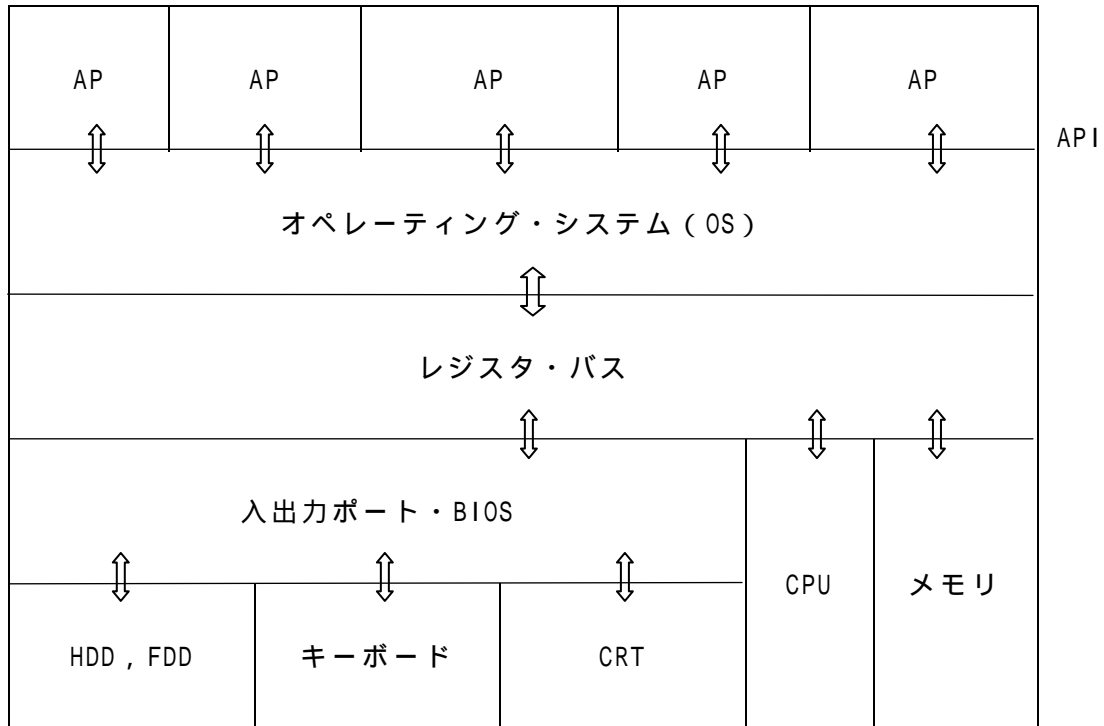 AP AP AP AP AP
API
オペレーティング・システム(OS)
レジスタ・バス
入出力ポート・BIOS
CPU メモリ
HDD,FDD キーボード CRT